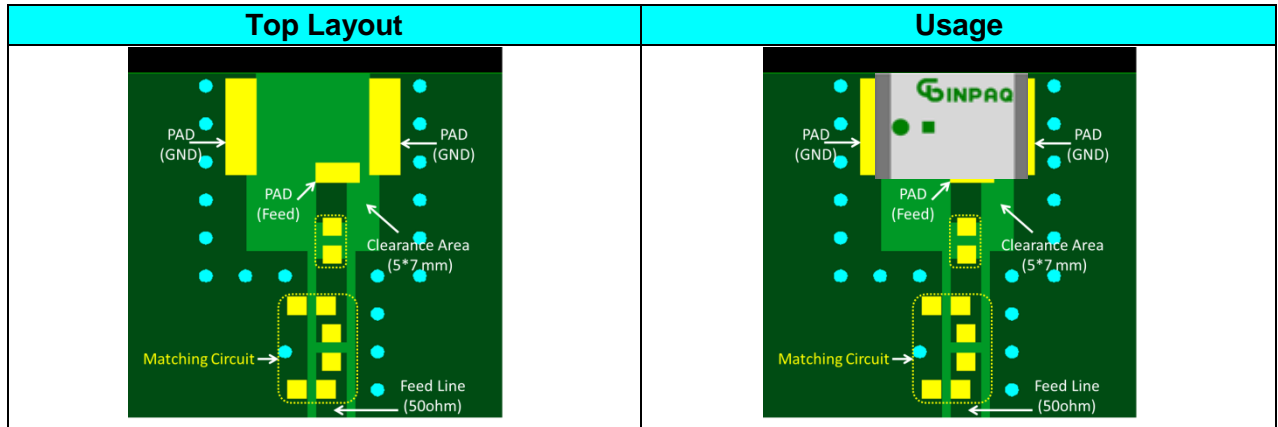 Top Layout
Usage
PAD
(GND)
PAD
(GND)
PAD
(Feed)
Clearance Area
(5*7 mm)
Matching Circuit
Feed Line
(50ohm)
INPAQ
PAD
(GND)
PAD
(GND)
PAD
(Feed)
Clearance Area
(5*7 mm)
Matching Circuit
Feed Line
(50ohm)